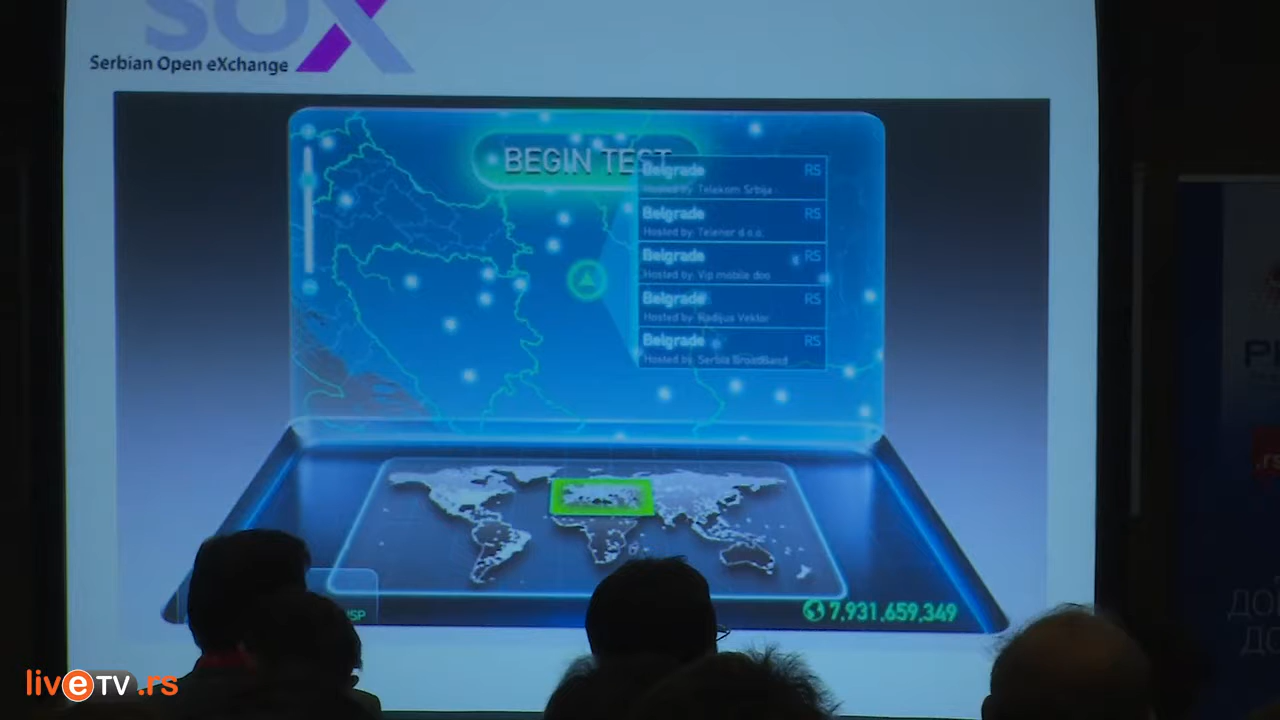 SOX
Serbian Open eXchange
BEGIN TEST
Belgrade RS
Hosted by: Telekom Srbija
Belgrade RS
Hosted by: Telenor d.o.o.
Belgrade RS
Hosted by: Vip mobile doo
Belgrade RS
Hosted by: Radijus Vektor
Belgrade RS
Hosted by: Serbia BroadBand
7,931,659,349
liveTV.rs
.rs